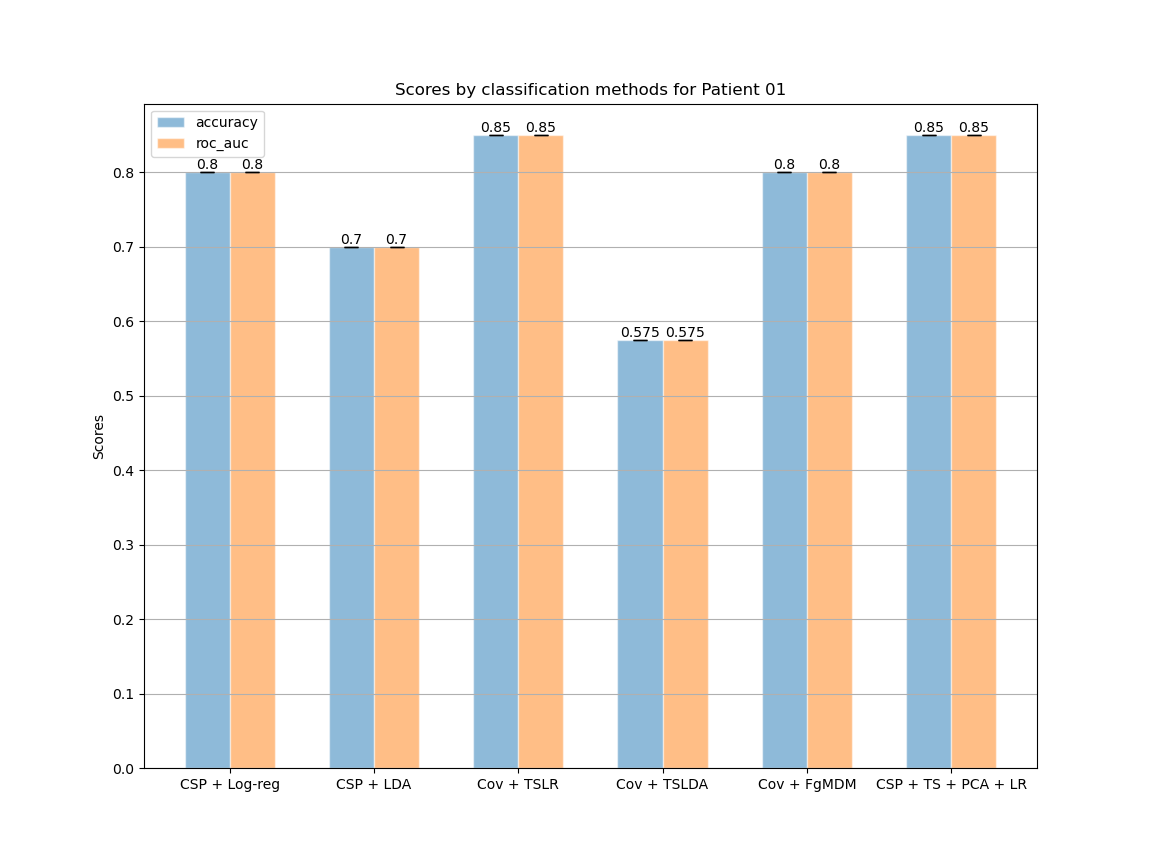 Scores by classification methods for Patient 01
accuracy
roc_auc
0.8 0.8
0.7 0.7
0.85 0.85
0.575 0.575
0.8 0.8
0.85 0.85
0.8
0.7
0.6
0.5
0.4
0.3
0.2
0.1
0.0
Scores
CSP + Log-reg
CSP + LDA
Cov + TSLR
Cov + TSLDA
Cov + FgMDM
CSP + TS + PCA + LR